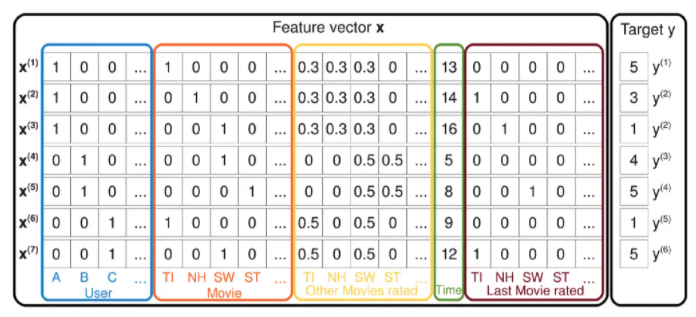 Feature vector x Target y
x(1) 1 0 0 ... 1 0 0 0 ... 0.3 0.3 0.3 0 ... 13 0 0 0 0 ... 5 y(1)
x(2) 1 0 0 ... 0 1 0 0 ... 0.3 0.3 0.3 0 ... 14 1 0 0 0 ... 3 y(2)
x(3) 1 0 0 ... 0 0 1 0 ... 0.3 0.3 0.3 0 ... 16 0 1 0 0 ... 1 y(2)
x(4) 0 1 0 ... 0 0 1 0 ... 0 0 0.5 0.5 ... 5 0 0 0 0 ... 4 y(3)
x(5) 0 1 0 ... 0 0 0 1 ... 0 0 0.5 0.5 ... 8 0 0 1 0 ... 5 y(4)
x(6) 0 0 1 ... 1 0 0 0 ... 0.5 0 0.5 0 ... 9 0 0 0 0 ... 1 y(5)
x(7) 0 0 1 ... 0 0 1 0 ... 0.5 0 0.5 0 ... 12 1 0 0 0 ... 5 y(6)
A B C ... TI NH SW ST ... TI NH SW ST ... TI NH SW ST ...
User Movie Other Movies rated Time Last Movie rated